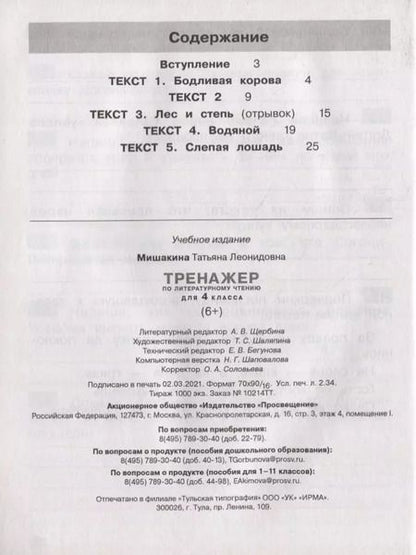 Содержание
Вступление 3
ТЕКСТ 1. Бодливая корова 4
ТЕКСТ 2 9
ТЕКСТ 3. Лес и степь (отрывок) 15
ТЕКСТ 4. Водяной 19
ТЕКСТ 5. Слепая лошадь 25
Учебное издание
Мишакина Татьяна Леонидовна
ТРЕНАЖЕР
ПО ЛИТЕРАТУРНОМУ ЧТЕНИЮ
ДЛЯ 4 КЛАССА
(6+)
Литературный редактор А. В. Щербина
Художественный редактор Т. С. Шаляпина
Технический редактор Е. В. Бегунова
Компьютерная верстка Н. Г. Шаповалова
Корректор О. А. Соловьева
Подписано в печать 02.03.2021. Формат 70х90/16. Усл. печ. л. 2.34.
Тираж 1000 экз. Заказ № 10214ТТ.
Акционерное общество «Издательство «Просвещение»
Российская Федерация, 127473, г. Москва, ул. Краснопролетарская, д. 16, стр. 3, этаж 4, помещение I.
По вопросам приобретения:
8(495) 789-30-40 (доб. 22-79).
По вопросам о продукте (пособия дошкольного образования):
8(495) 789-30-40 (доб. 40-13), TGorbunova@prosv.ru.
По вопросам о продукте (пособия для 1–11 классов):
8(495) 789-30-40 (доб. 44-98), EAkimova@prosv.ru.
Отпечатано в филиале «Тульская типография» ООО «УК» «ИРМА».
300026, г. Тула, пр. Ленина, 109.